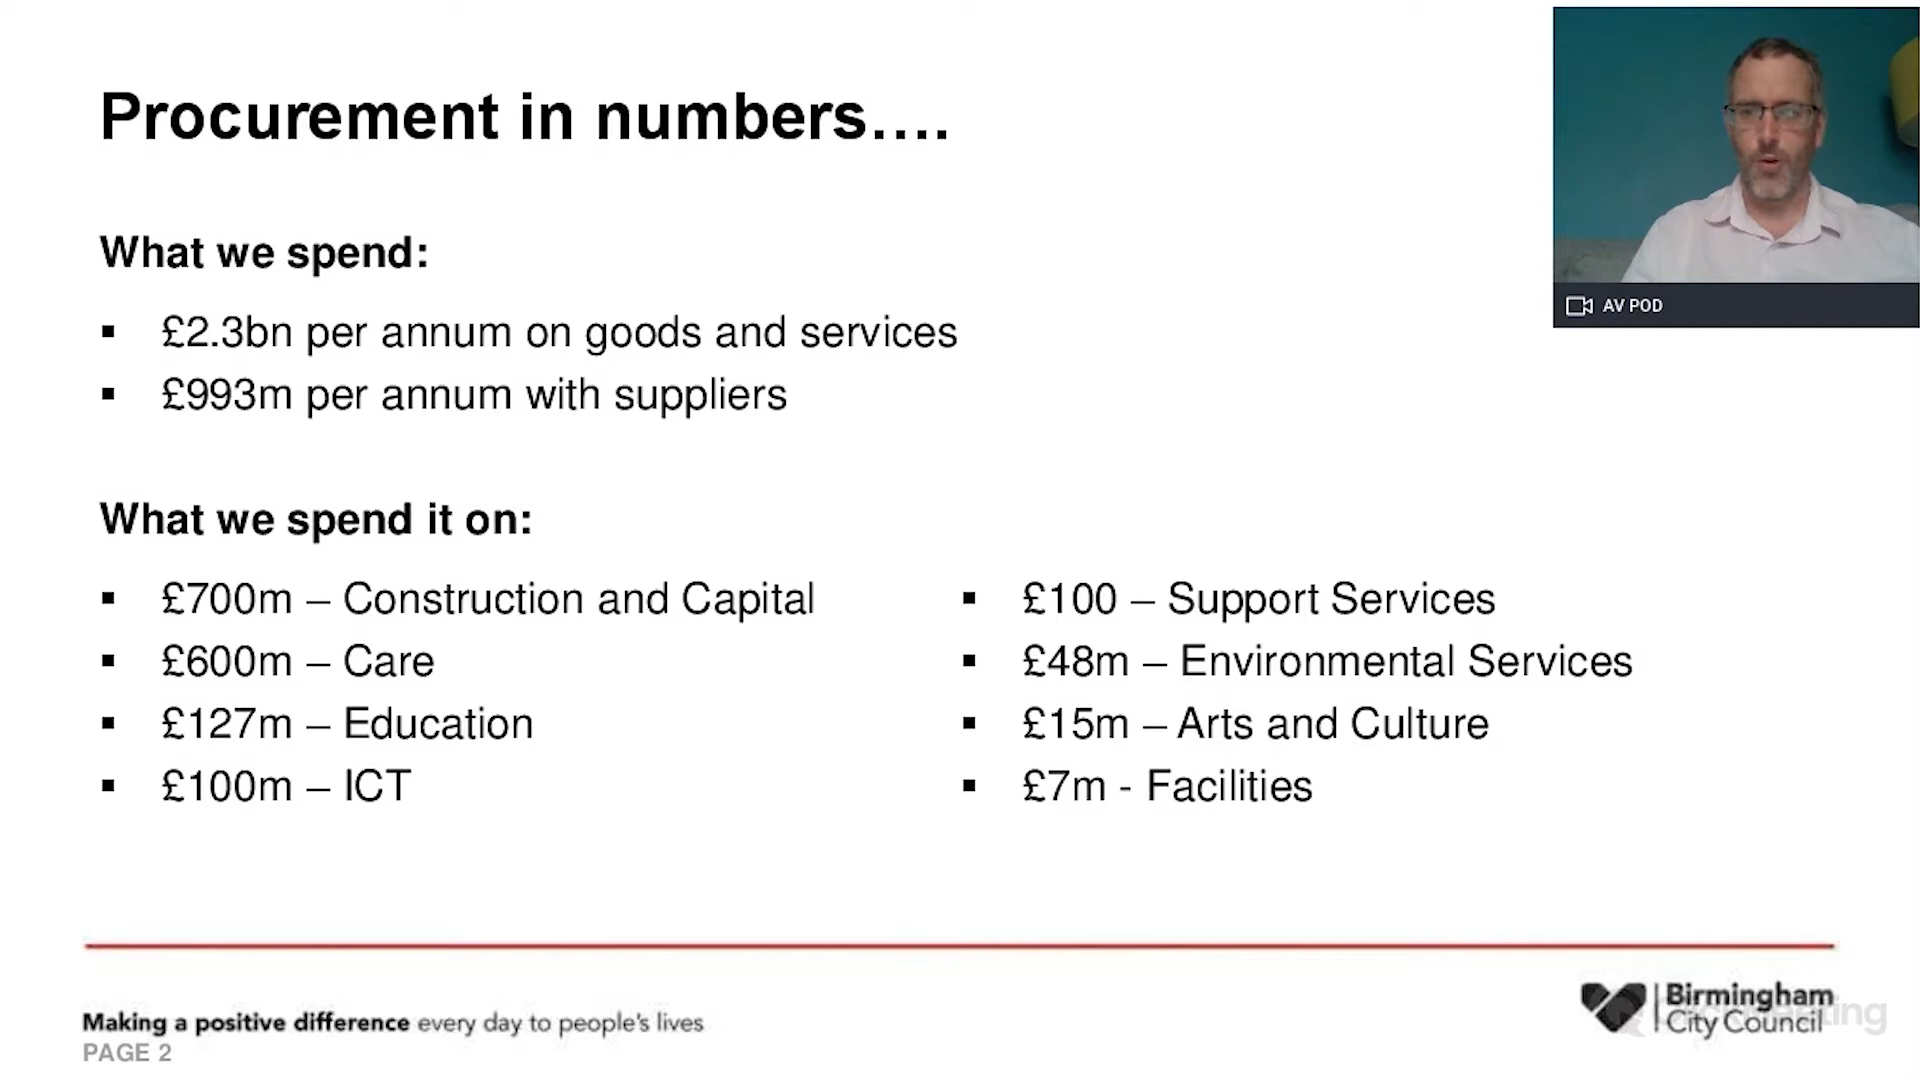 Procurement in numbers....
What we spend:
▪ £2.3bn per annum on goods and services
▪ £993m per annum with suppliers
What we spend it on:
▪ £700m – Construction and Capital
▪ £600m – Care
▪ £127m – Education
▪ £100m – ICT
▪ £100 – Support Services
▪ £48m – Environmental Services
▪ £15m – Arts and Culture
▪ £7m - Facilities
AV POD
Making a positive difference every day to people's lives
PAGE 2
Birmingham
City Council